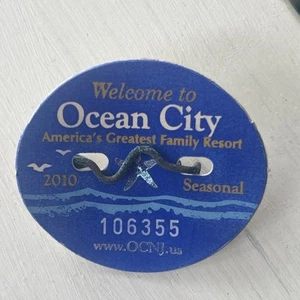 Welcome to
Ocean City
America's Greatest Family Resort
2010 Seasonal
106355
www.OCNJ.us